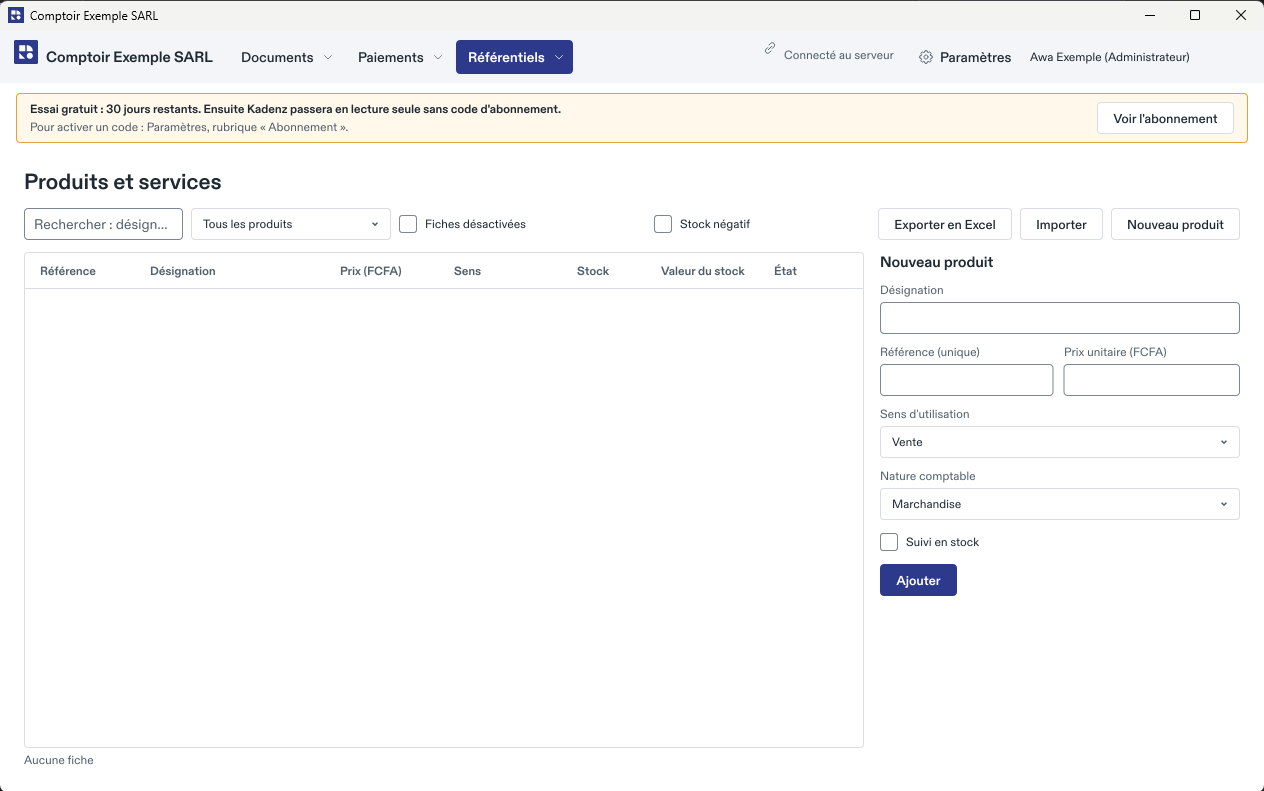 Comptoir Exemple SARL
Comptoir Exemple SARL
Documents
Paiements
Référentiels
Connecté au serveur
Paramètres
Awa Exemple (Administrateur)
Essai gratuit : 30 jours restants. Ensuite Kadenz passera en lecture seule sans code d'abonnement.
Pour activer un code : Paramètres, rubrique « Abonnement ».
Voir l'abonnement
Produits et services
Rechercher : désign...
Tous les produits
Fiches désactivées
Stock négatif
Exporter en Excel
Importer
Nouveau produit
Référence
Désignation
Prix (FCFA)
Sens
Stock
Valeur du stock
État
Nouveau produit
Désignation
Référence (unique)
Prix unitaire (FCFA)
Sens d'utilisation
Vente
Nature comptable
Marchandise
Suivi en stock
Ajouter
Aucune fiche